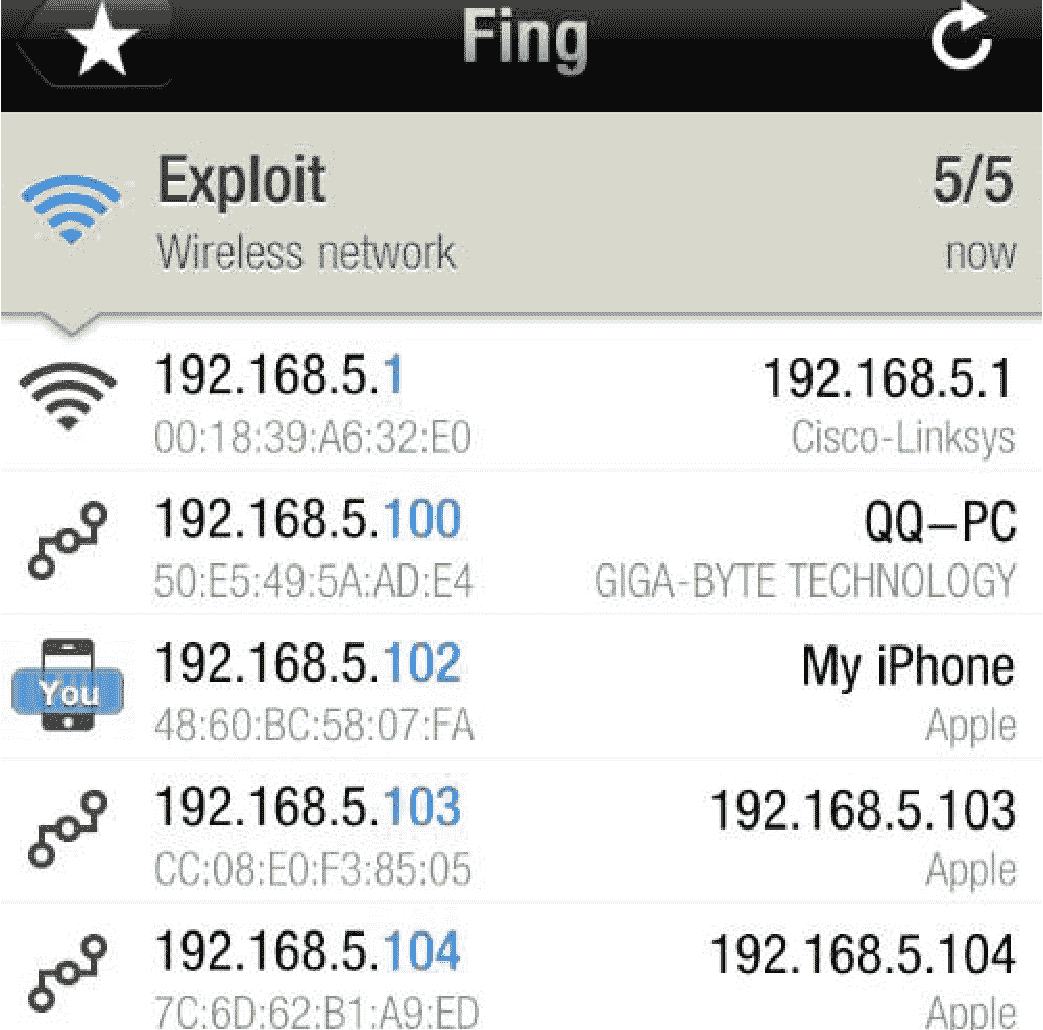 Fing
Exploit 5/5
Wireless network now
192.168.5.1 192.168.5.1
00:18:39:A6:32:E0 Cisco-Linksys
192.168.5.100 QQ-PC
50:E5:49:5A:AD:E4 GIGA-BYTE TECHNOLOGY
192.168.5.102 My iPhone
You
48:60:BC:58:07:FA Apple
192.168.5.103 192.168.5.103
CC:08:E0:F3:85:05 Apple
192.168.5.104 192.168.5.104
7C:6D:62:B1:A9:ED Apple